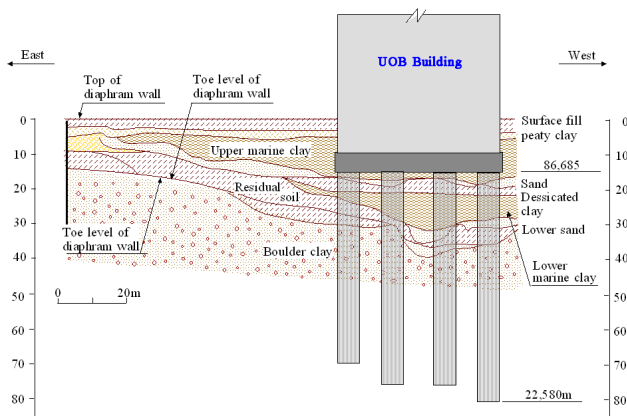 East
West
UOB Building
Top of
diaphram wall
Toe level of
diaphram wall
0
10
20
30
40
50
60
70
80
0
10
20
30
40
50
60
70
80
Surface fill
peaty clay
Upper marine clay
86,685
Sand
Dessicated
clay
Residual
soil
Lower sand
Toe level of
diaphram wall
Boulder clay
Lower
marine clay
0
20m
22,580m